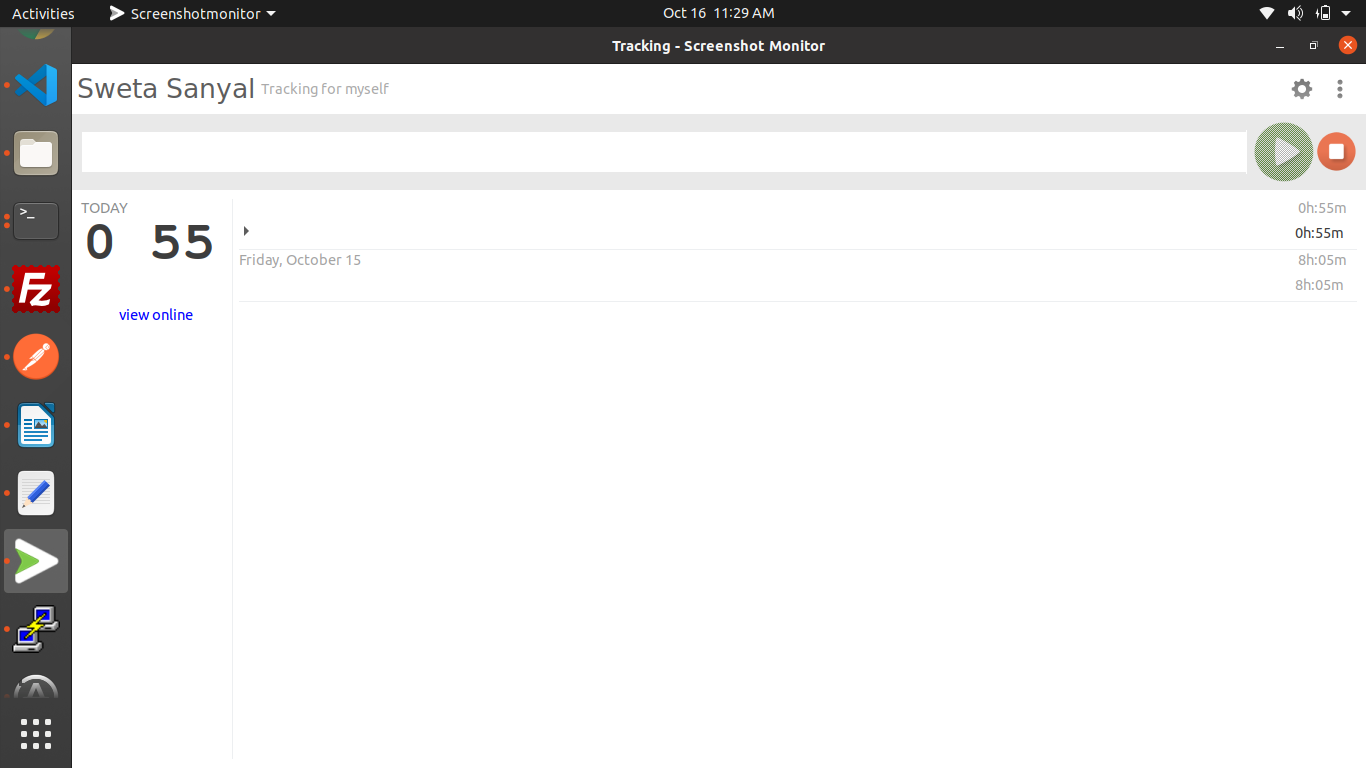 Activities
Screenshotmonitor
Oct 16 11:29 AM
Tracking - Screenshot Monitor
Sweta Sanyal Tracking for myself
TODAY
0 55
0h:55m
0h:55m
Friday, October 15 8h:05m
8h:05m
view online
>_
FZ